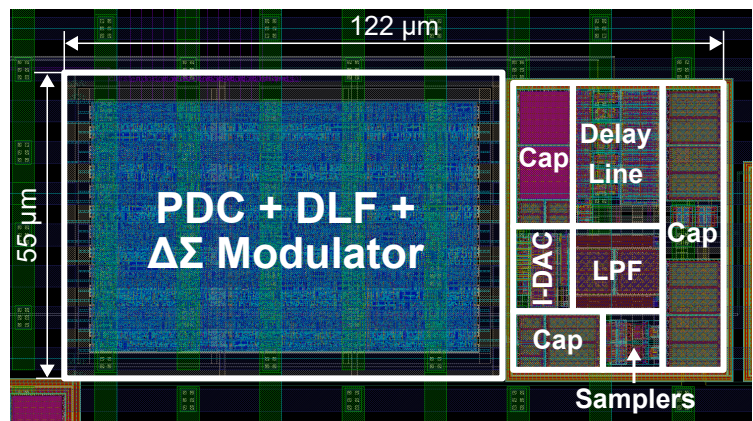 122 μm
55 μm
PDC + DLF +
ΔΣ Modulator
Cap
Delay
Line
Cap
I-DAC
LPF
Cap
Samplers